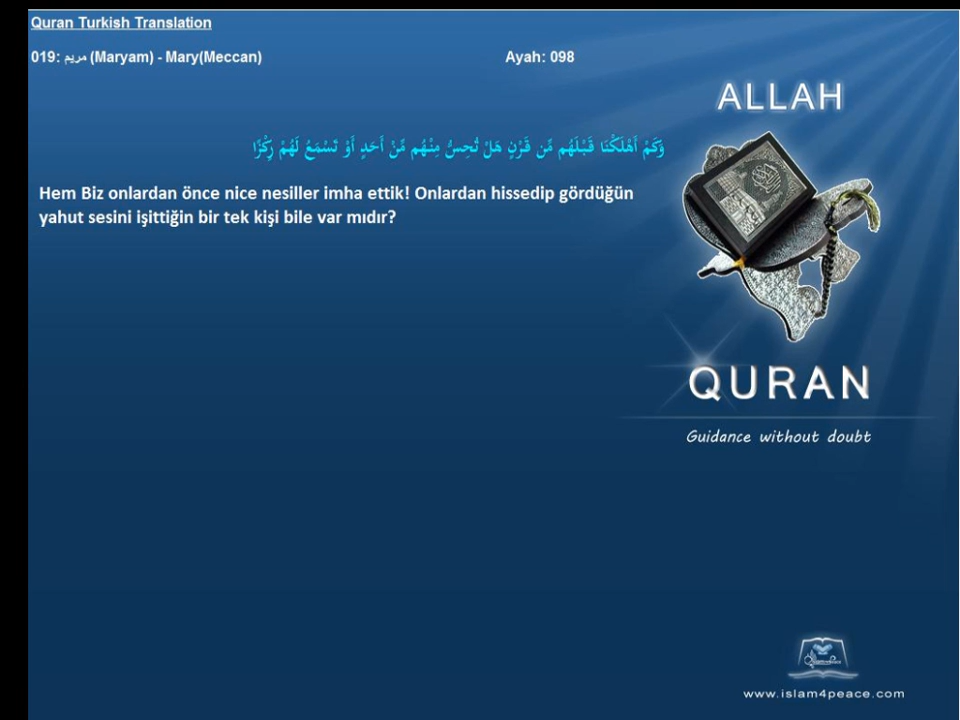 Quran Turkish Translation
019: مريم (Maryam) - Mary(Meccan) Ayah: 098
ALLAH
وَكَمْ أَهْلَكْنَا قَبْلَهُم مِّن قَرْنٍ هَلْ تُحِسُّ مِنْهُم مِّنْ أَحَدٍ أَوْ تَسْمَعُ لَهُمْ رِكْزًا
Hem Biz onlardan önce nice nesiller imha ettik! Onlardan hissedip gördüğün
yahut sesini işittiğin bir tek kişi bile var mıdır?
QURAN
Guidance without doubt
www.islam4peace.com